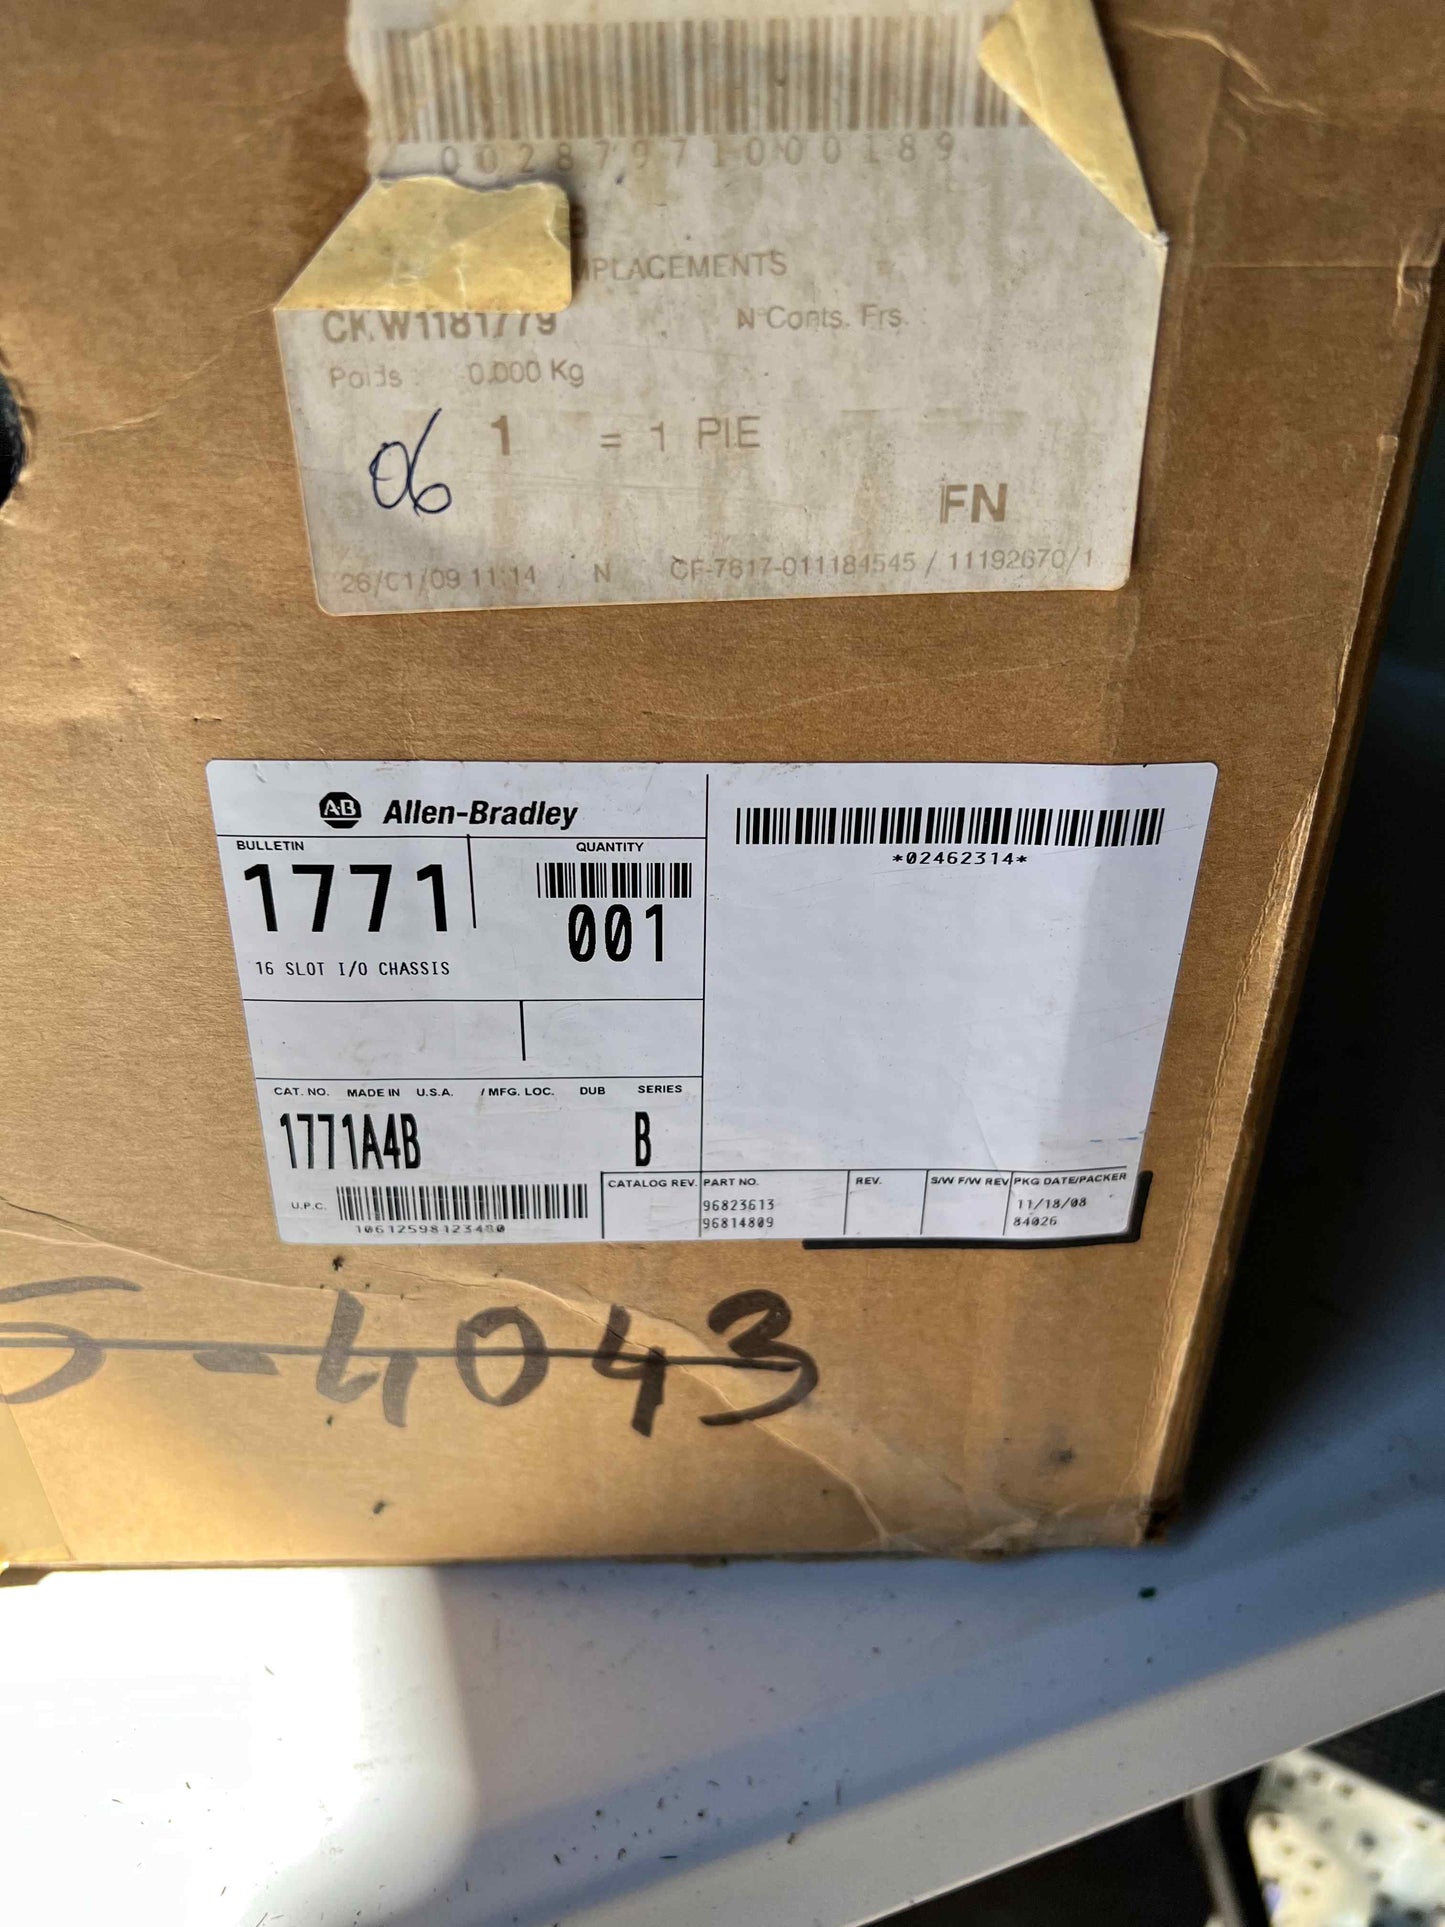 00287971000189
MPLACEMENTS
CKW1181779
N Conts. Frs. :
Poids : 0.000 Kg
06
1 = 1 PIE
FN
26/01/09 11:14 N CF-7617-011184545 / 11192670/1
A-B Allen-Bradley
*02462314*
BULLETIN
QUANTITY
1771
001
16 SLOT I/O CHASSIS
CAT. NO. MADE IN U.S.A. / MFG. LOC. DUB SERIES
1771A4B B
CATALOG REV. PART NO. REV. S/W F/W REV PKG DATE/PACKER
U.P.C.
96823613 11/18/08
96814809 84026
10612598123480
5-4043